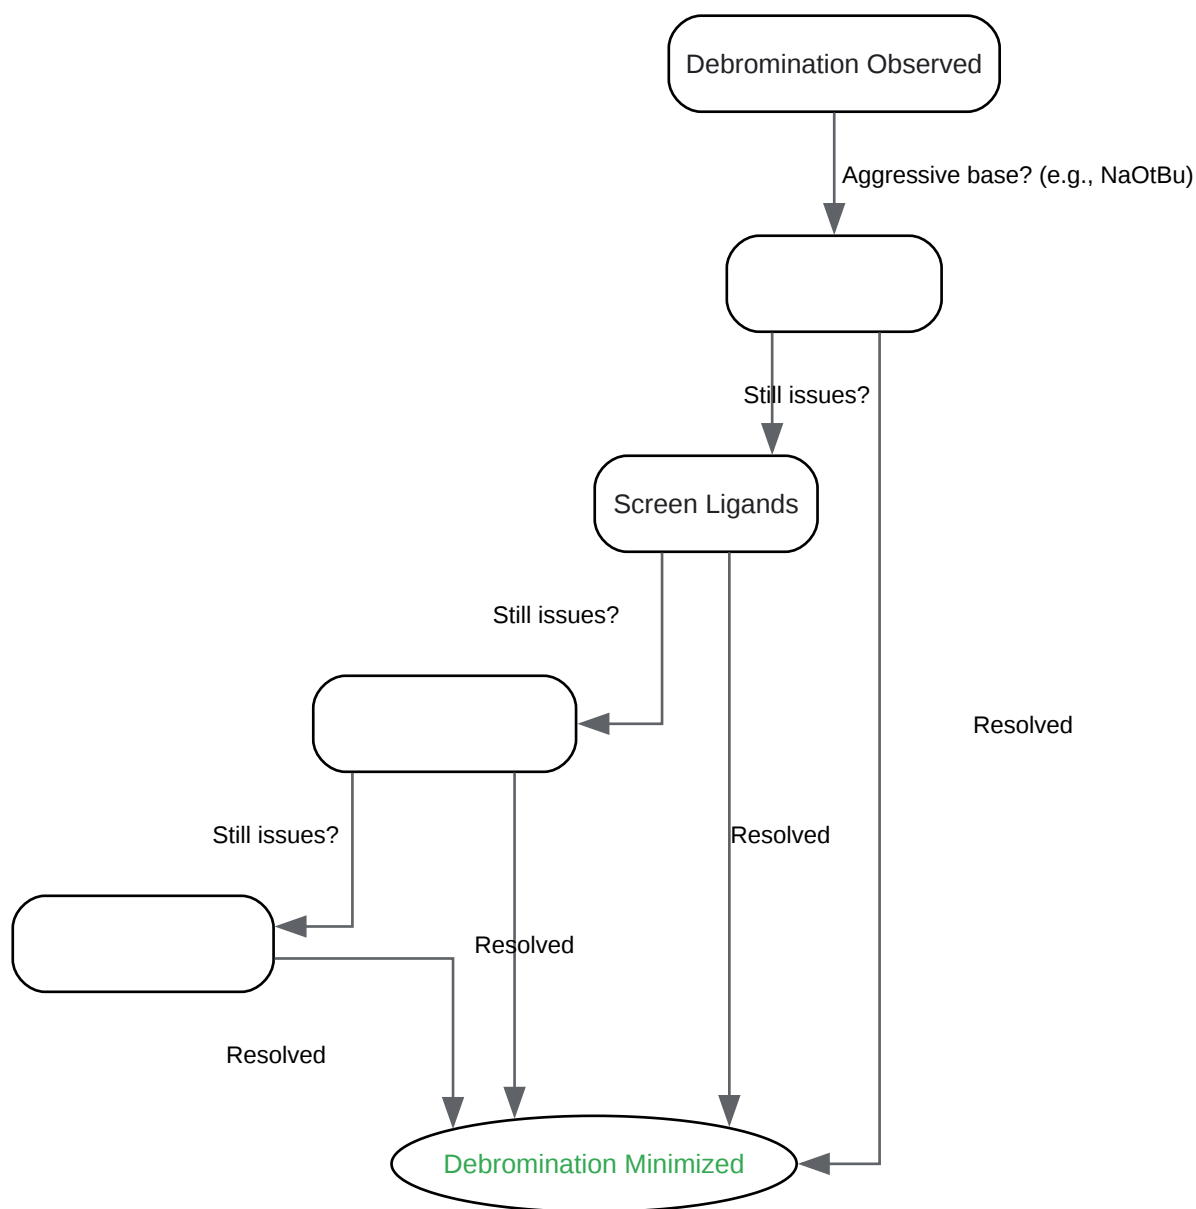 Debromination Observed
Aggressive base? (e.g., NaOtBu)
Still issues?
Screen Ligands
Still issues?
Resolved
Still issues?
Resolved
Resolved
Resolved
Debromination Minimized